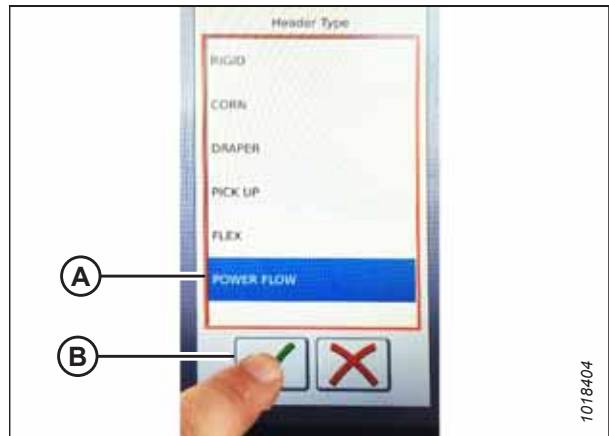 Header Type
RIGID
CORN
DRAPER
PICK UP
FLEX
A
POWER FLOW
B
1018404